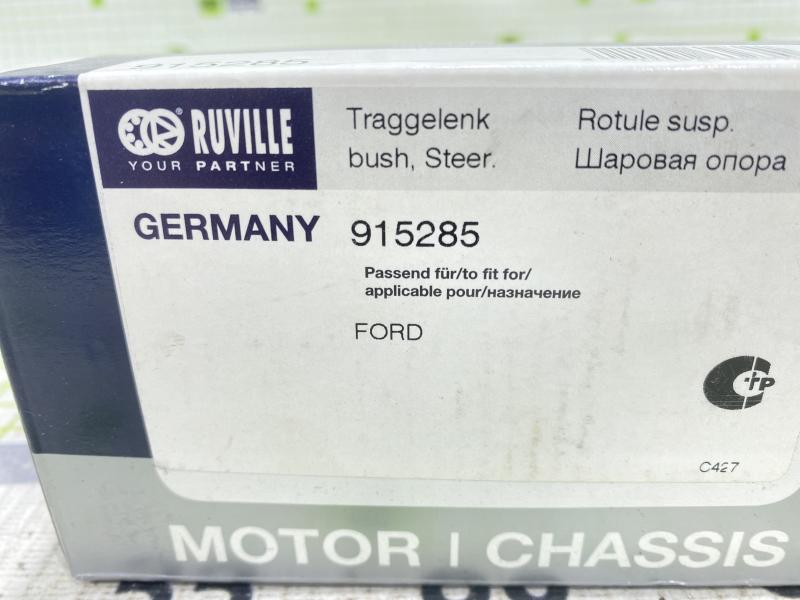 915285
RUVILLE
YOUR PARTNER
Traggelenk
bush, Steer.
Rotule susp.
Шаровая опора
GERMANY
915285
Passend für/to fit for/
applicable pour/назначение
FORD
C427
MOTOR | CHASSIS